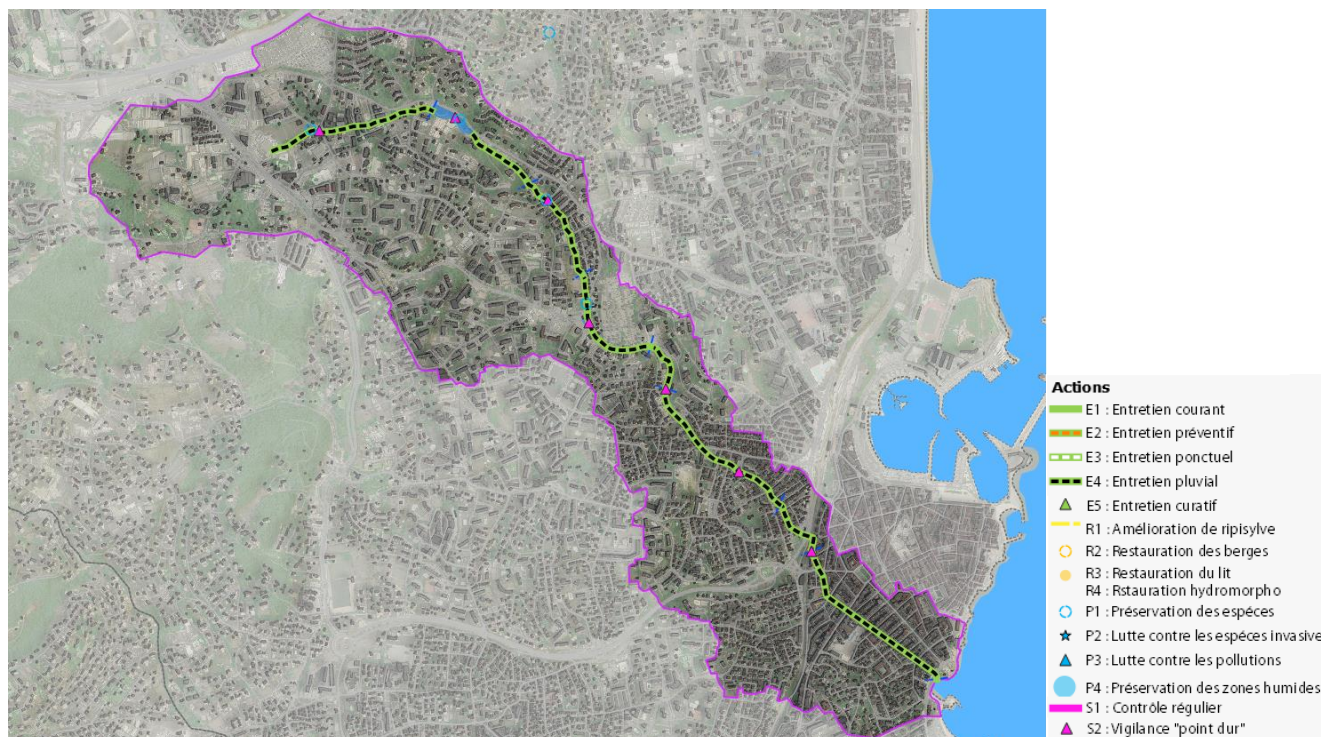 Actions
E1 : Entretien courant
E2 : Entretien préventif
E3 : Entretien ponctuel
E4 : Entretien pluvial
E5 : Entretien curatif
R1 : Amélioration de ripisylve
R2 : Restauration des berges
R3 : Restauration du lit
R4 : Rstauration hydromorpho
P1 : Préservation des espéces
P2 : Lutte contre les espéces invasive
P3 : Lutte contre les pollutions
P4 : Préservation des zones humides
S1 : Contrôle régulier
S2 : Vigilance "point dur"